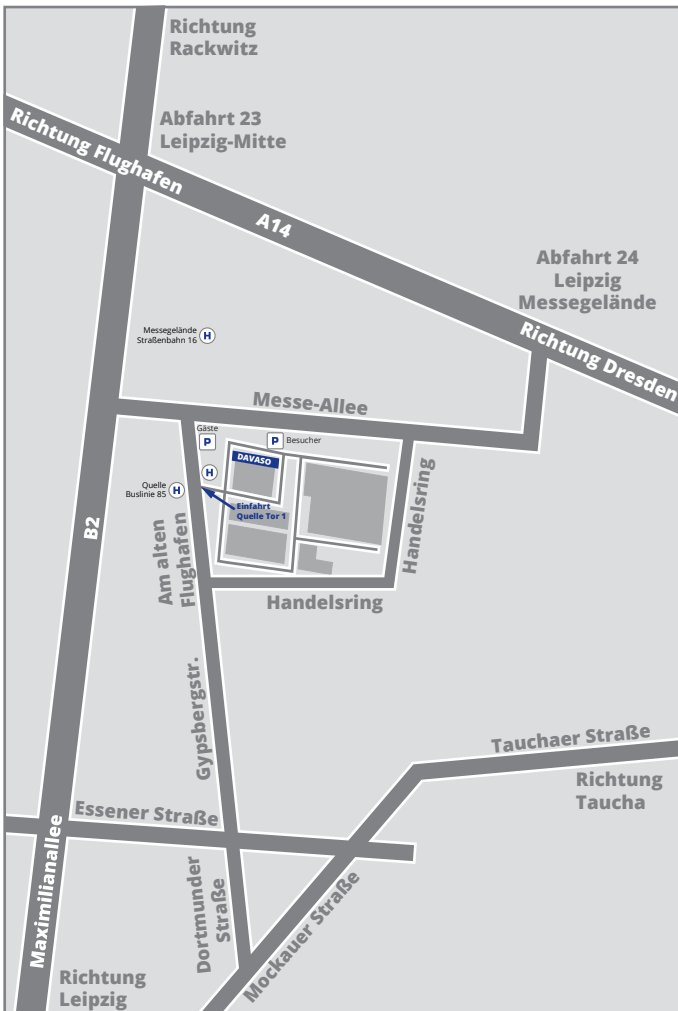 Richtung
Rackwitz
Abfahrt 23
Leipzig-Mitte
Richtung Flughafen
A14
Abfahrt 24
Leipzig
Messegelände
Richtung Dresden
Messegelände
Straßenbahn 16
H
Messe-Allee
Gäste
P
P
Besucher
DAVASO
H
Quelle
Buslinie 85
H
Einfahrt
Quelle Tor 1
B2
Am alten
Flughafen
Handelsring
Handelsring
Gypsbergstr.
Tauchaer Straße
Richtung
Taucha
Essener Straße
Maximilianallee
Dortmunder
Straße
Mockauer Straße
Richtung
Leipzig